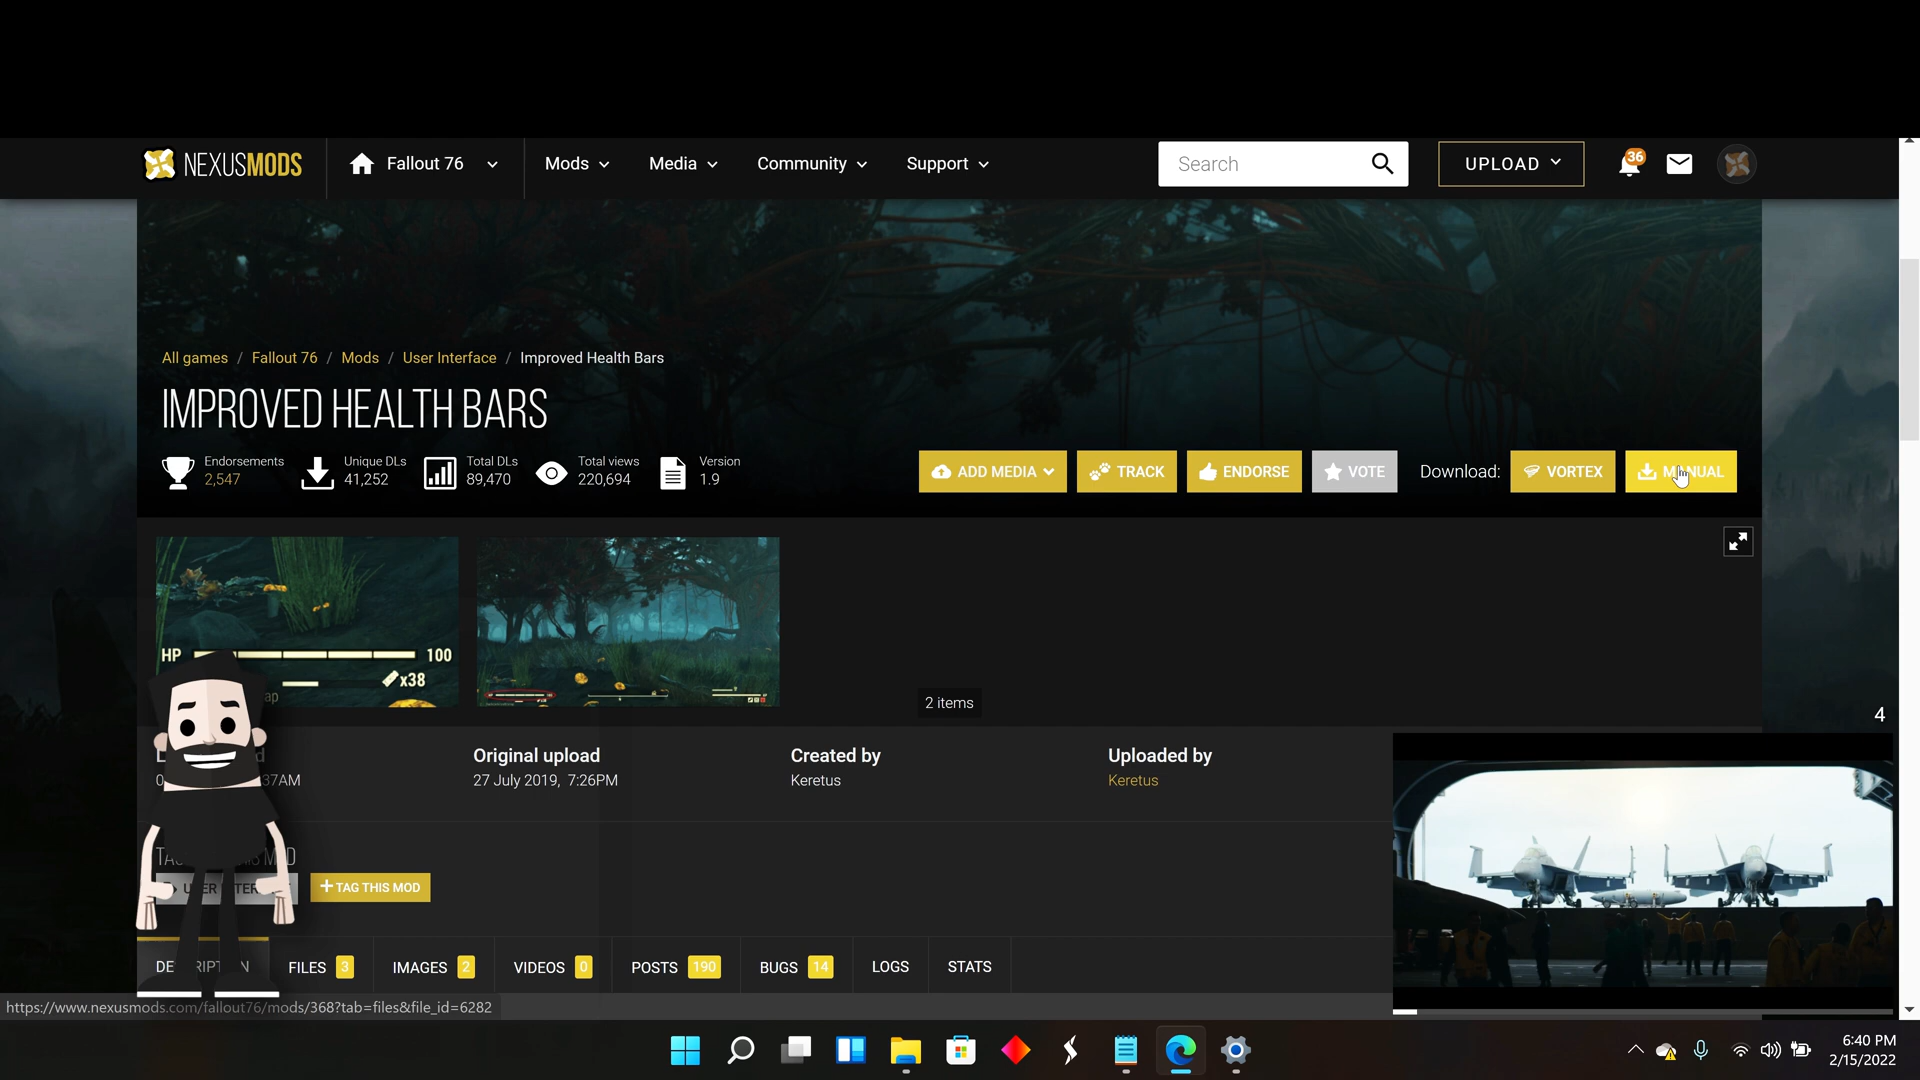 NEXUSMODS
Fallout 76
Mods
Media
Community
Support
Search
UPLOAD
36
All games / Fallout 76 / Mods / User Interface / Improved Health Bars
IMPROVED HEALTH BARS
Endorsements
2,547
Unique DLs
41,252
Total DLs
89,470
Total views
220,694
Version
1.9
ADD MEDIA
TRACK
ENDORSE
VOTE
Download:
VORTEX
MANUAL
HP
100
x38
2 items
4
37AM
Original upload
27 July 2019, 7:26PM
Created by
Keretus
Uploaded by
Keretus
+ TAG THIS MOD
FILES 3
IMAGES 2
VIDEOS 0
POSTS 190
BUGS 14
LOGS
STATS
https://www.nexusmods.com/fallout76/mods/368?tab=files&file_id=6282
6:40 PM
2/15/2022